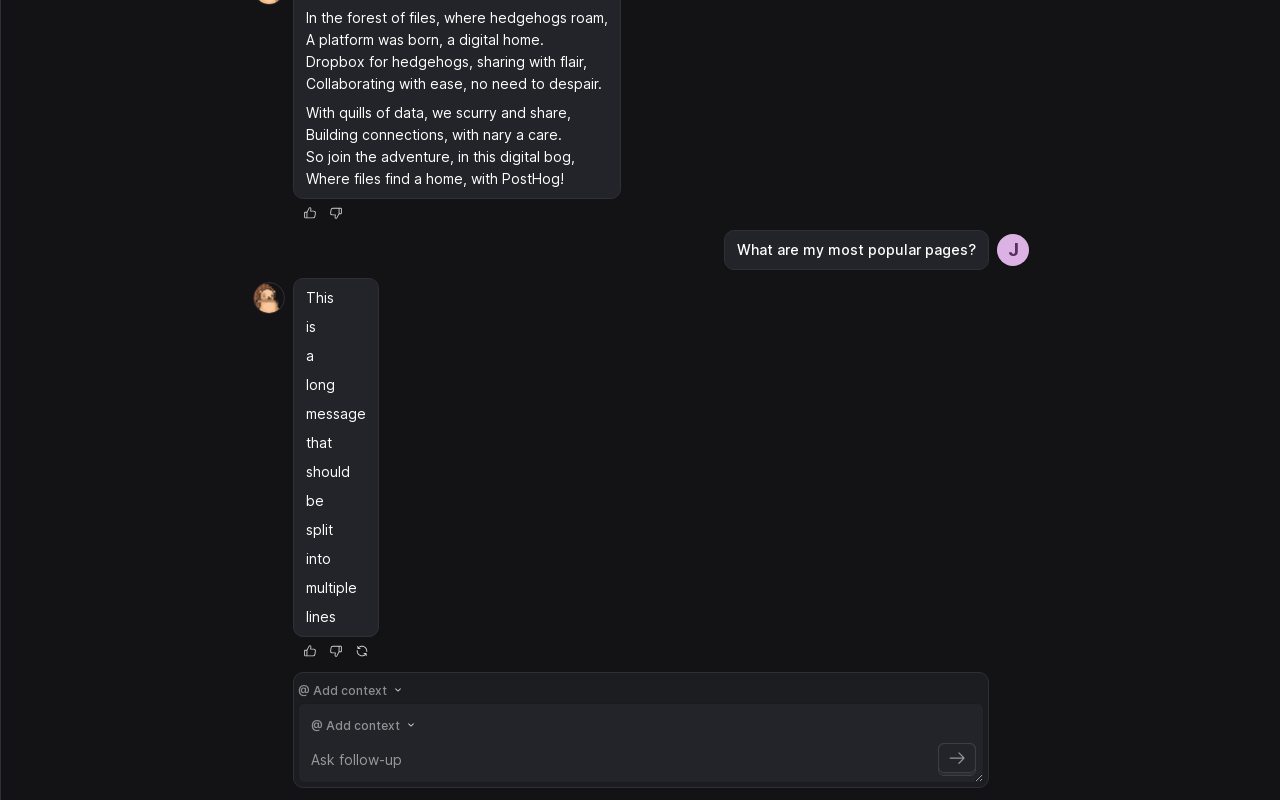 In the forest of files, where hedgehogs roam,
A platform was born, a digital home.
Dropbox for hedgehogs, sharing with flair,
Collaborating with ease, no need to despair.
With quills of data, we scurry and share,
Building connections, with nary a care.
So join the adventure, in this digital bog,
Where files find a home, with PostHog!
What are my most popular pages?
J
This
is
a
long
message
that
should
be
split
into
multiple
lines
@ Add context
@ Add context
Ask follow-up